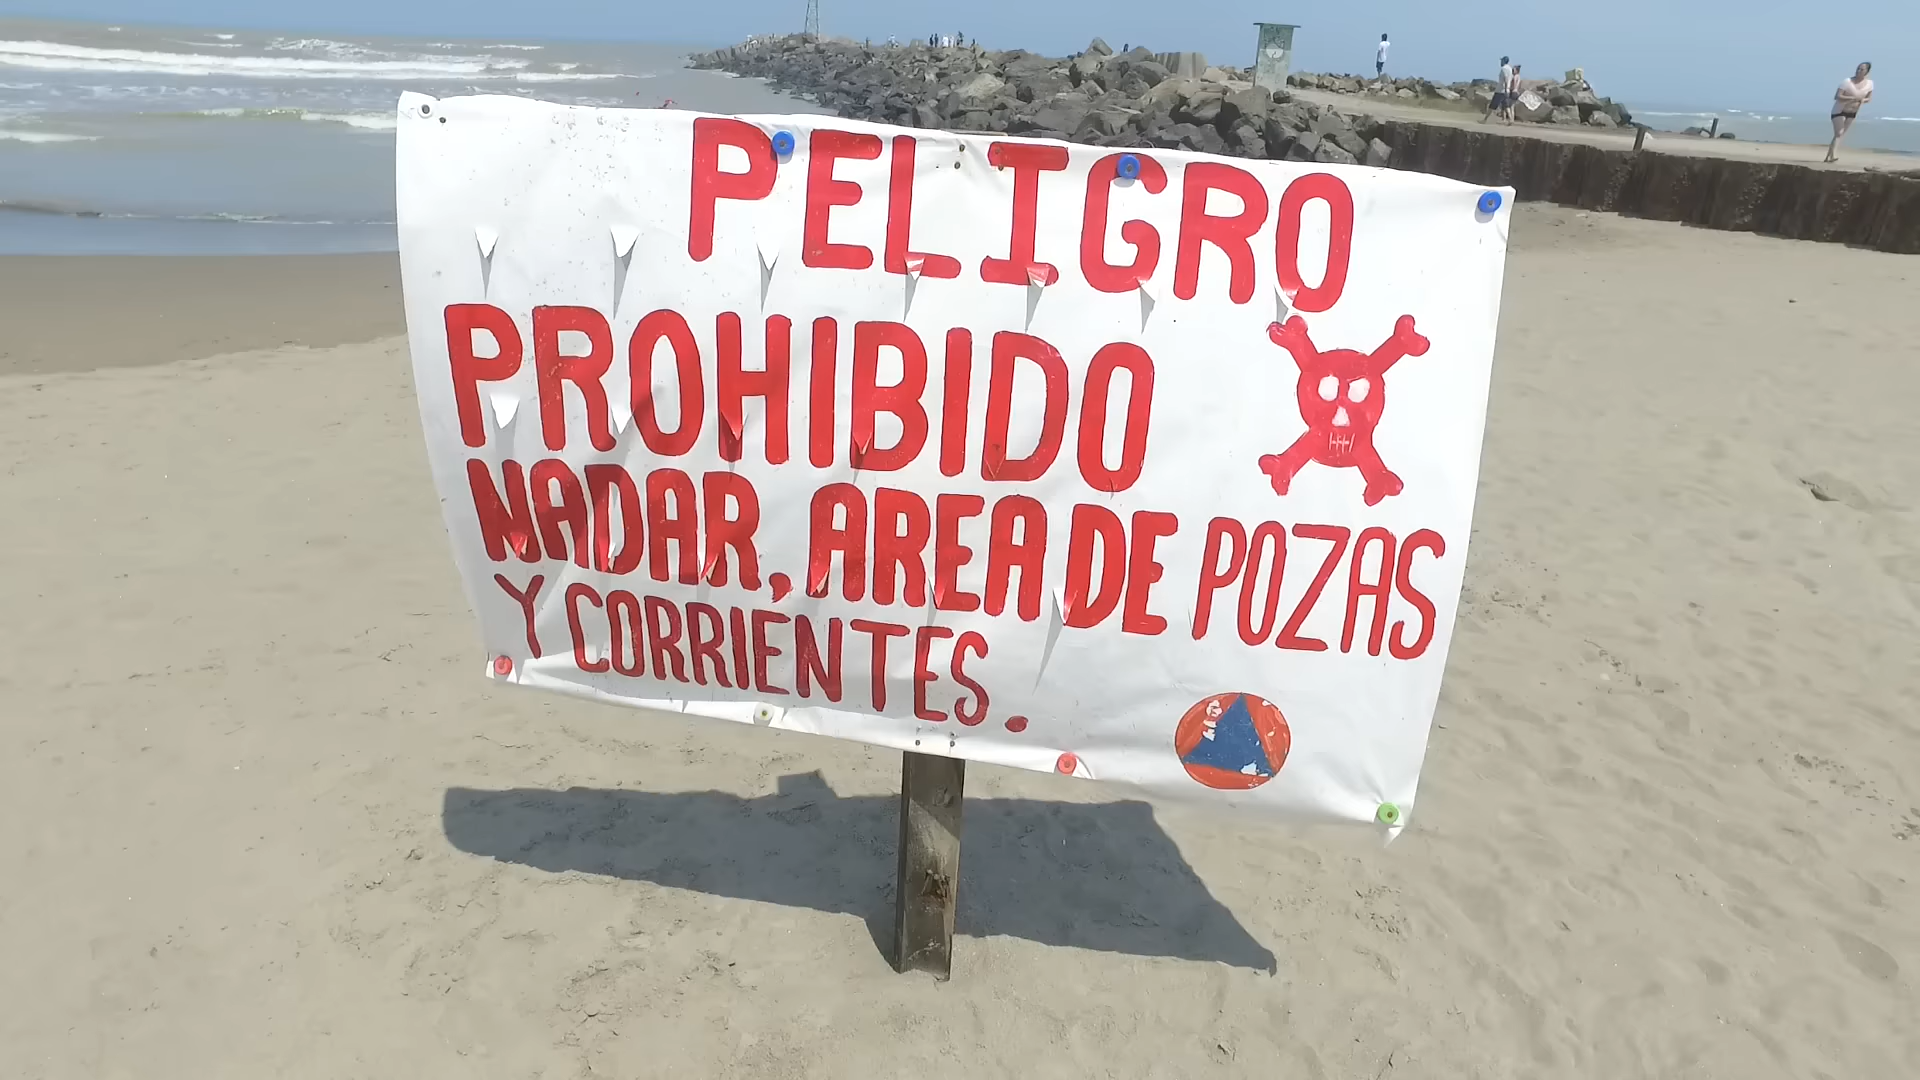 PELIGRO
PROHIBIDO
NADAR, AREA DE POZAS
Y CORRIENTES.